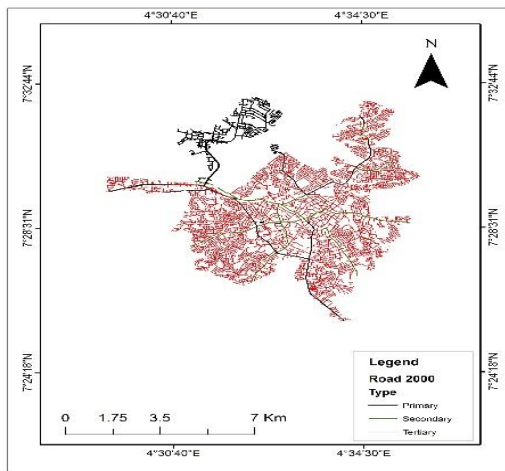 4°30'40"E 4°34'30"E
N
7°32'44"N 7°32'44"N
7°28'31"N 7°28'31"N
7°24'18"N 7°24'18"N
Legend
Road 2000
Type
Primary
Secondary
Tertiary
0 1.75 3.5 7 Km
4°30'40"E 4°34'30"E